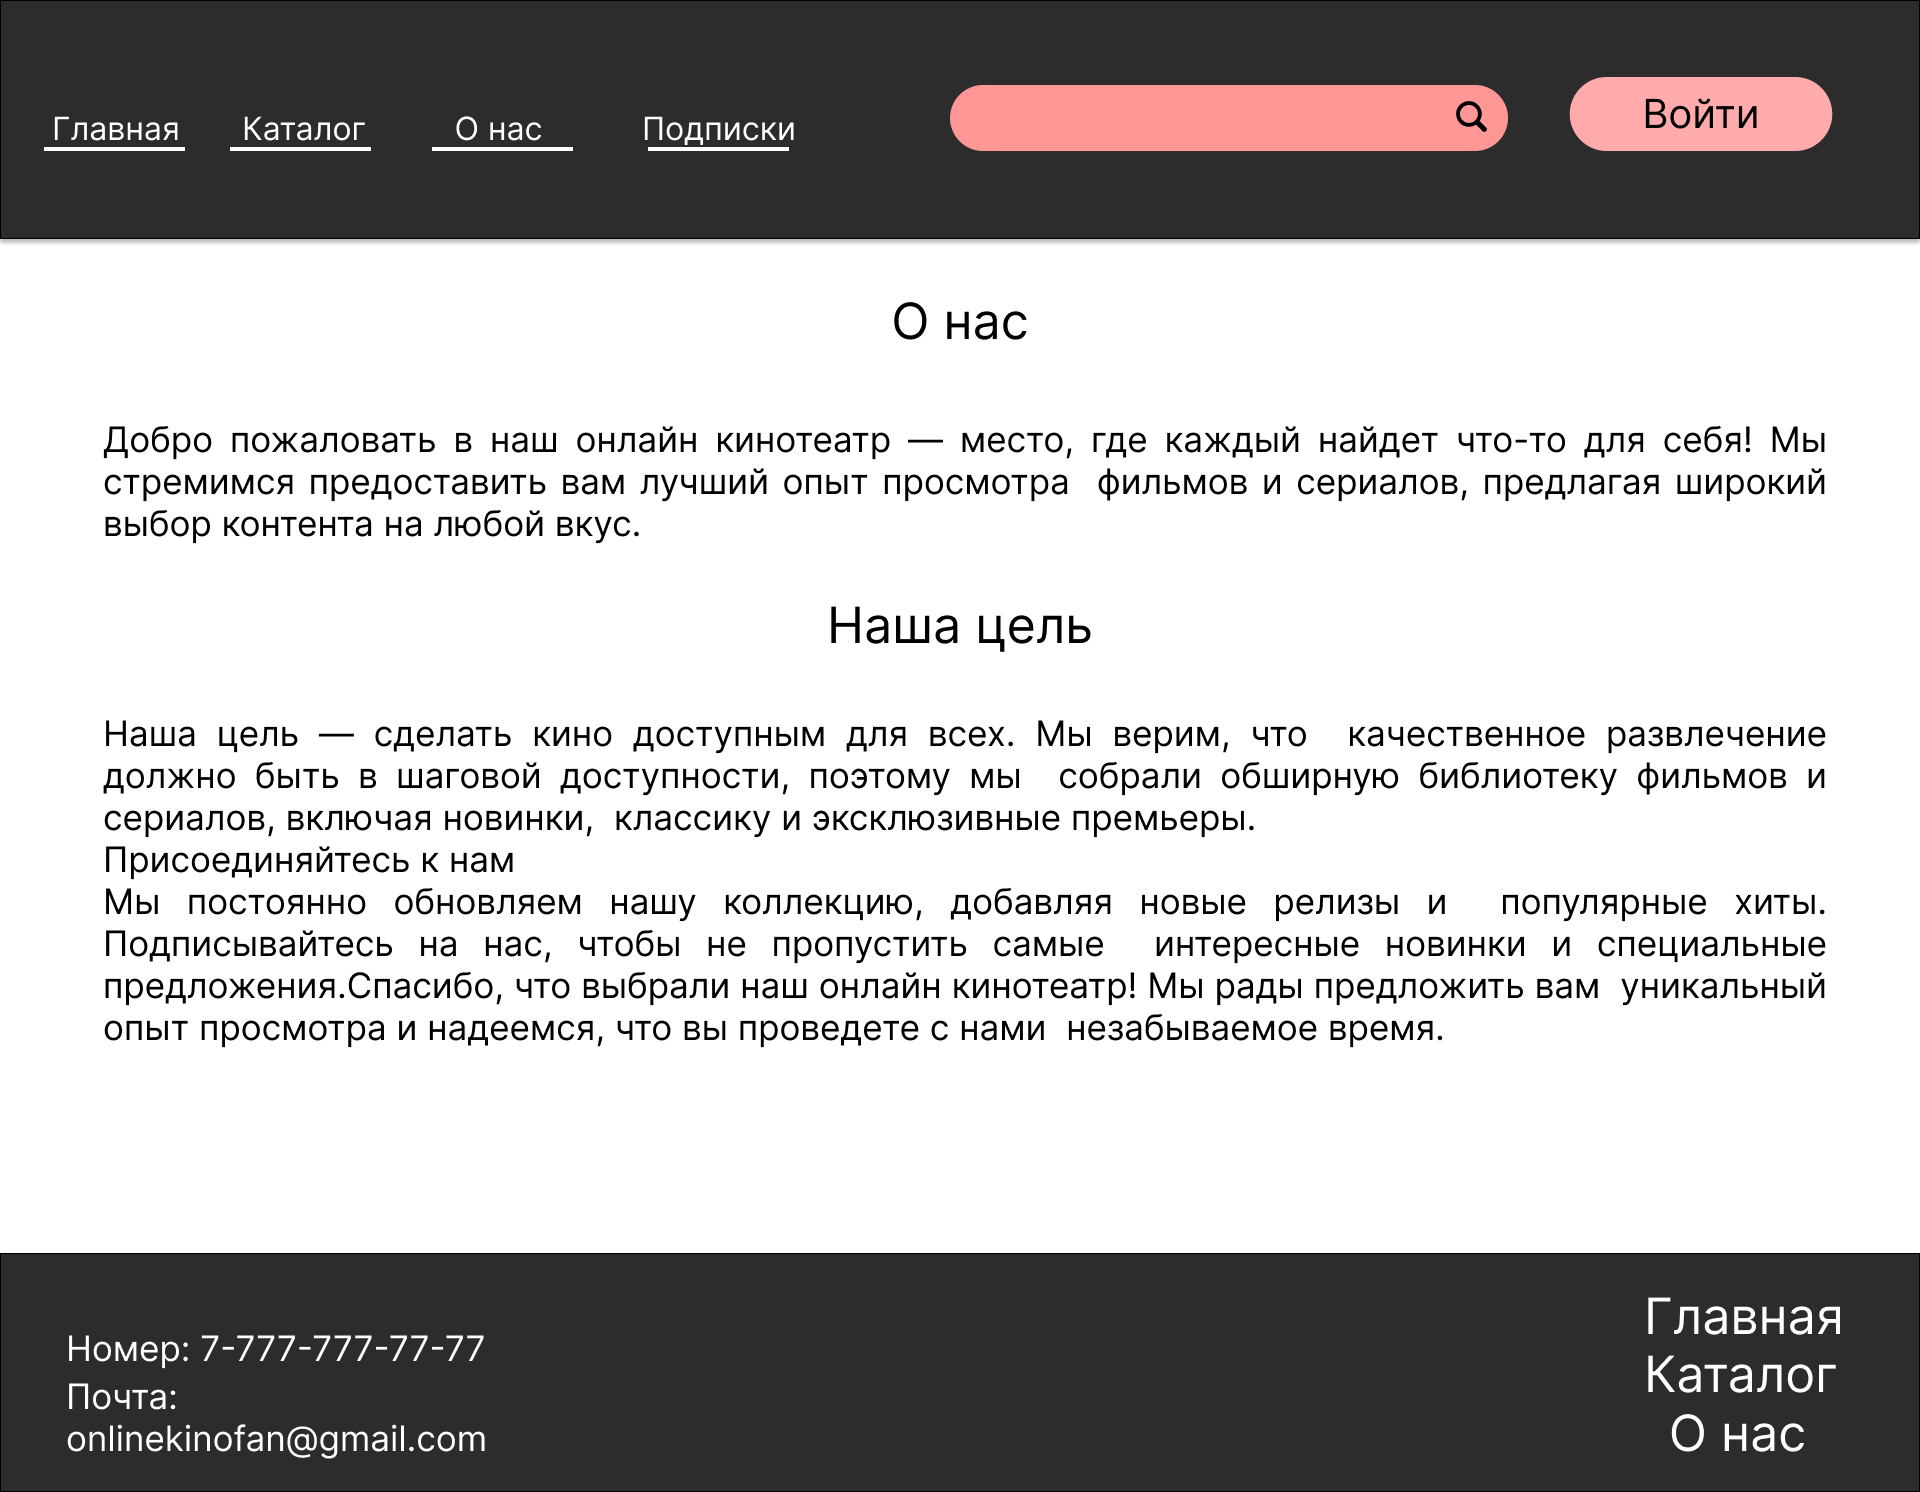 Главная Каталог О нас Подписки Войти
О нас
Добро пожаловать в наш онлайн кинотеатр — место, где каждый найдет что-то для себя! Мы
стремимся предоставить вам лучший опыт просмотра  фильмов и сериалов, предлагая широкий
выбор контента на любой вкус.
Наша цель
Наша цель — сделать кино доступным для всех. Мы верим, что  качественное развлечение
должно быть в шаговой доступности, поэтому мы  собрали обширную библиотеку фильмов и
сериалов, включая новинки,  классику и эксклюзивные премьеры.
Присоединяйтесь к нам
Мы постоянно обновляем нашу коллекцию, добавляя новые релизы и  популярные хиты.
Подписывайтесь на нас, чтобы не пропустить самые  интересные новинки и специальные
предложения.Спасибо, что выбрали наш онлайн кинотеатр! Мы рады предложить вам  уникальный
опыт просмотра и надеемся, что вы проведете с нами  незабываемое время.
Номер: 7-777-777-77-77
Почта:
onlinekinofan@gmail.com
Главная
Каталог
О нас